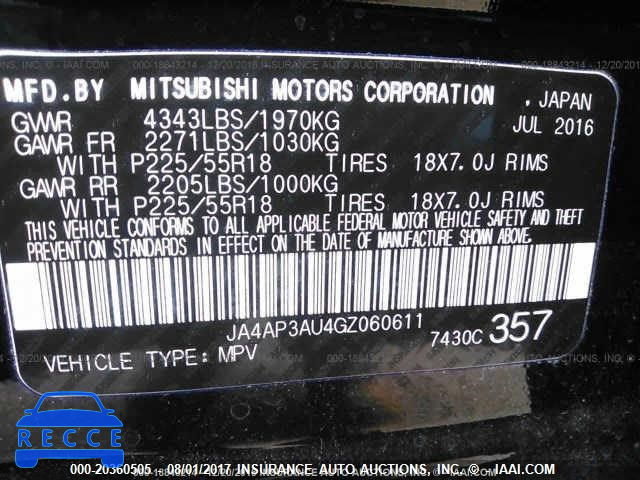 MFD.BY MITSUBISHI MOTORS CORPORATION , JAPAN
GVWR 4343LBS/1970KG JUL 2016
GAWR FR 2271LBS/1030KG
WITH P225/55R18 TIRES 18X7.0J RIMS
GAWR RR 2205LBS/1000KG
WITH P225/55R18 TIRES 18X7.0J RIMS
THIS VEHICLE CONFORMS TO ALL APPLICABLE FEDERAL MOTOR VEHICLE SAFETY AND THEFT
PREVENTION STANDARDS IN EFFECT ON THE DATE OF MANUFACTURE SHOWN ABOVE.
JA4AP3AU4GZ060611
7430C 357
VEHICLE TYPE: MPV
RECCE
000-20360505 - 08/01/2017 INSURANCE AUTO AUCTIONS, INC. - © IAAI.COM